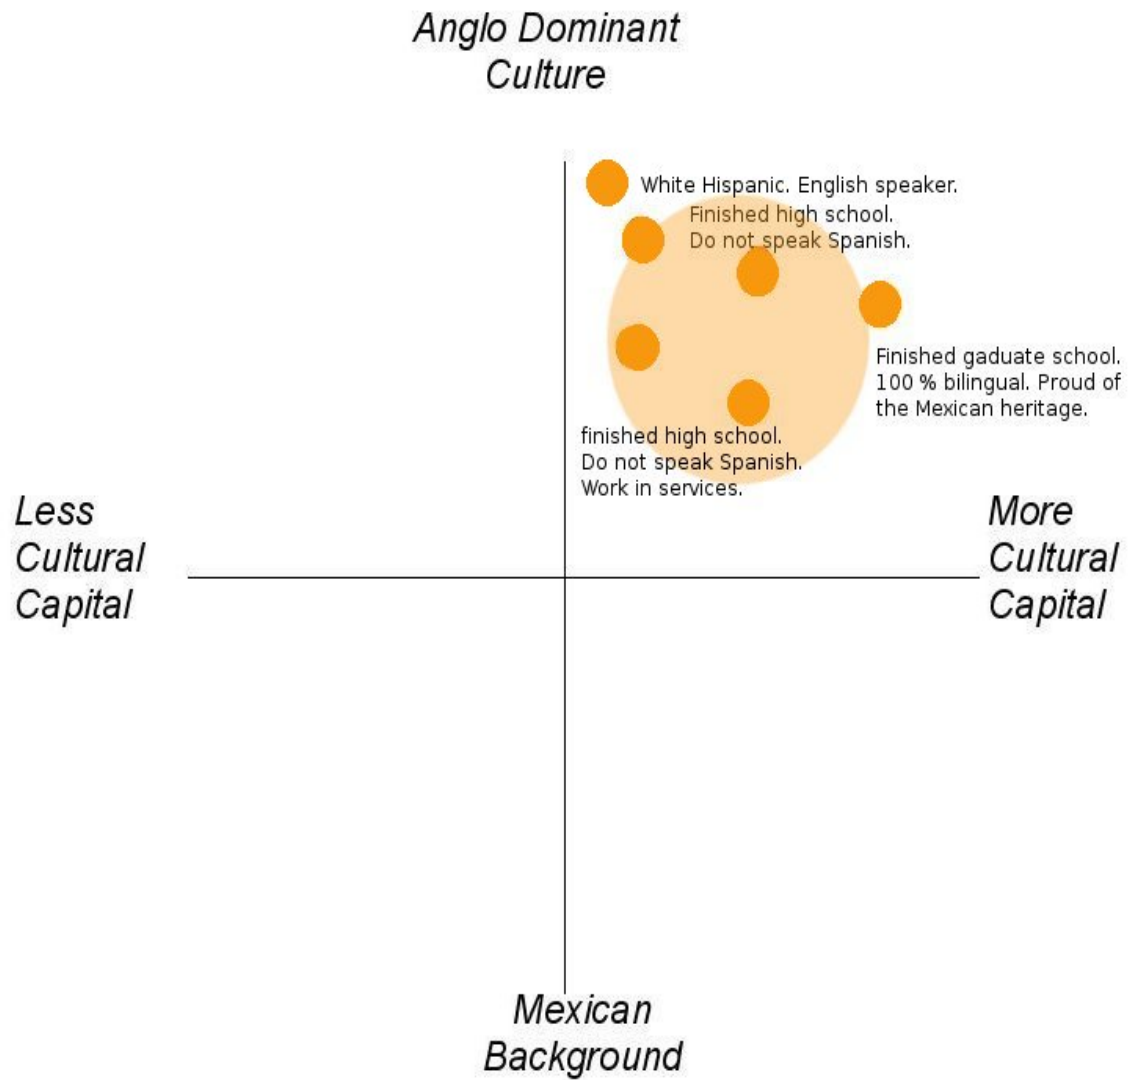 Anglo Dominant
Culture
White Hispanic. English speaker.
Finished high school.
Do not speak Spanish.
Finished gaduate school.
100 % bilingual. Proud of
the Mexican heritage.
finished high school.
Do not speak Spanish.
Work in services.
Less
Cultural
Capital
More
Cultural
Capital
Mexican
Background